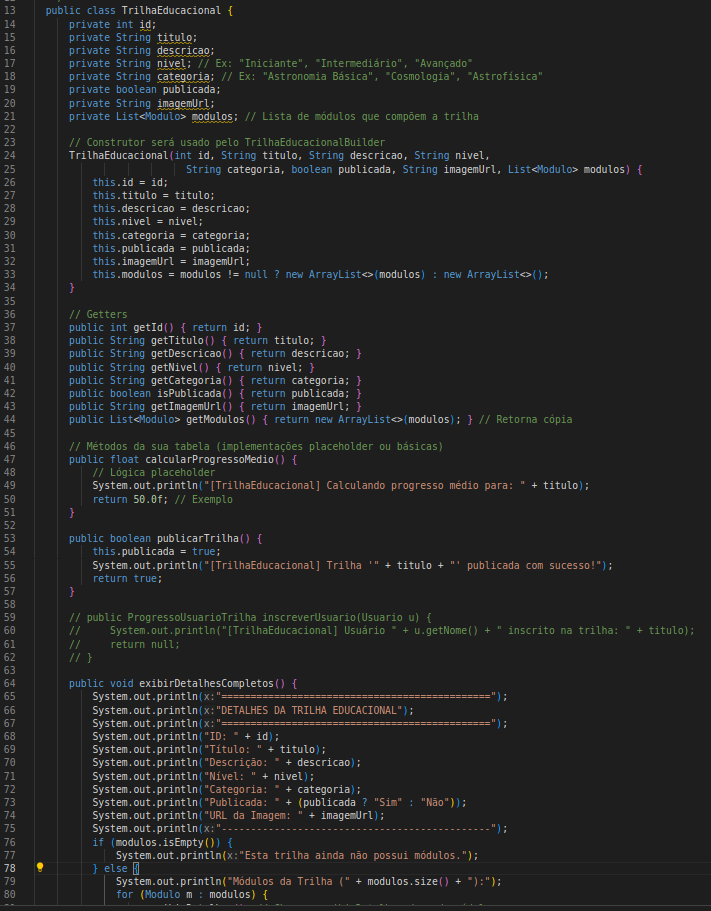 13 public class TrilhaEducacional {
14 private int id;
15 private String titulo;
16 private String descricao;
17 private String nivel; // Ex: "Iniciante", "Intermediário", "Avançado"
18 private String categoria; // Ex: "Astronomia Básica", "Cosmologia", "Astrofísica"
19 private boolean publicada;
20 private String imagemUrl;
21 private List<Modulo> modulos; // Lista de módulos que compõem a trilha
22
23 // Construtor será usado pelo TrilhaEducacionalBuilder
24 TrilhaEducacional(int id, String titulo, String descricao, String nivel,
25 String categoria, boolean publicada, String imagemUrl, List<Modulo> modulos) {
26 this.id = id;
27 this.titulo = titulo;
28 this.descricao = descricao;
29 this.nivel = nivel;
30 this.categoria = categoria;
31 this.publicada = publicada;
32 this.imagemUrl = imagemUrl;
33 this.modulos = modulos != null ? new ArrayList<>(modulos) : new ArrayList<>();
34 }
35
36 // Getters
37 public int getId() { return id; }
38 public String getTitulo() { return titulo; }
39 public String getDescricao() { return descricao; }
40 public String getNivel() { return nivel; }
41 public String getCategoria() { return categoria; }
42 public boolean isPublicada() { return publicada; }
43 public String getImagemUrl() { return imagemUrl; }
44 public List<Modulo> getModulos() { return new ArrayList<>(modulos); } // Retorna cópia
45
46 // Métodos da sua tabela (implementações placeholder ou básicas)
47 public float calcularProgressoMedio() {
48 // Lógica placeholder
49 System.out.println("[TrilhaEducacional] Calculando progresso médio para: " + titulo);
50 return 50.0f; // Exemplo
51 }
52
53 public boolean publicarTrilha() {
54 this.publicada = true;
55 System.out.println("[TrilhaEducacional] Trilha '" + titulo + "' publicada com sucesso!");
56 return true;
57 }
58
59 // public ProgressoUsuarioTrilha inscreverUsuario(Usuario u) {
60 // System.out.println("[TrilhaEducacional] Usuário " + u.getNome() + " inscrito na trilha: " + titulo);
61 // return null;
62 // }
63
64 public void exibirDetalhesCompletos() {
65 System.out.println(x:"==============================================");
66 System.out.println(x:"DETALHES DA TRILHA EDUCACIONAL");
67 System.out.println(x:"==============================================");
68 System.out.println("ID: " + id);
69 System.out.println("Título: " + titulo);
70 System.out.println("Descrição: " + descricao);
71 System.out.println("Nível: " + nivel);
72 System.out.println("Categoria: " + categoria);
73 System.out.println("Publicada: " + (publicada ? "Sim" : "Não"));
74 System.out.println("URL da Imagem: " + imagemUrl);
75 System.out.println(x:"----------------------------------------------");
76 if (modulos.isEmpty()) {
77 System.out.println(x:"Esta trilha ainda não possui módulos.");
78 } else {
79 System.out.println("Módulos da Trilha (" + modulos.size() + "):");
80 for (Modulo m : modulos) {